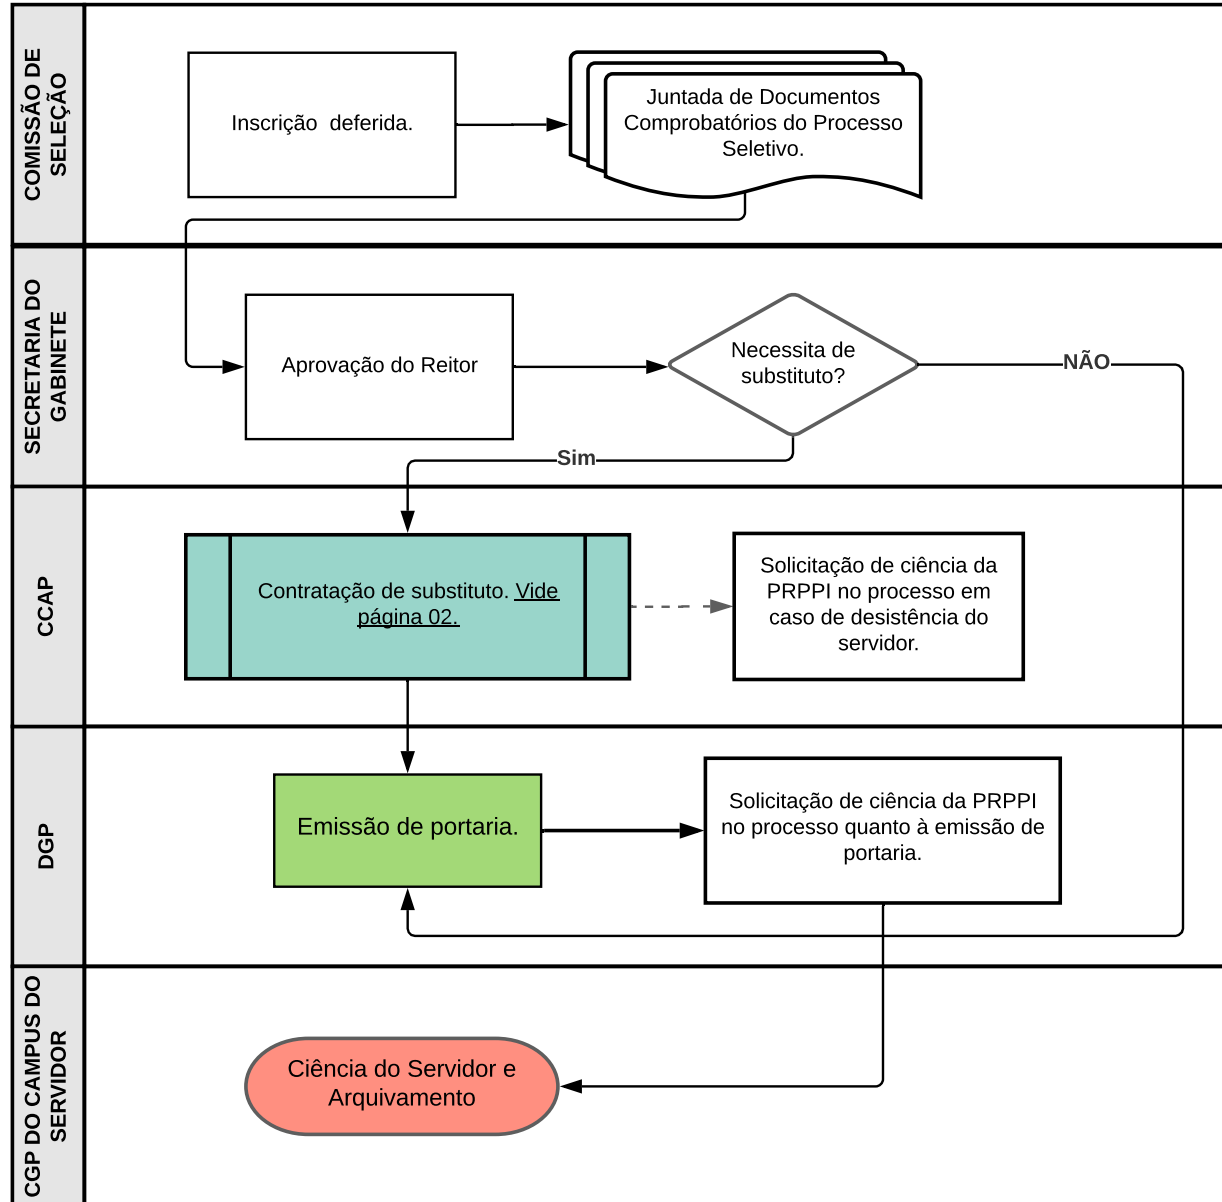 COMISSÃO DE
SELEÇÃO
Inscrição  deferida.
Juntada de Documentos
Comprobatórios do Processo
Seletivo.
SECRETARIA DO
GABINETE
Aprovação do Reitor
Necessita de
substituto?
NÃO
Sim
CCAP
Contratação de substituto. Vide
página 02.
Solicitação de ciência da
PRPPI no processo em
caso de desistência do
servidor.
DGP
Emissão de portaria.
Solicitação de ciência da PRPPI
no processo quanto à emissão de
portaria.
CGP DO CAMPUS DO
SERVIDOR
Ciência do Servidor e
Arquivamento